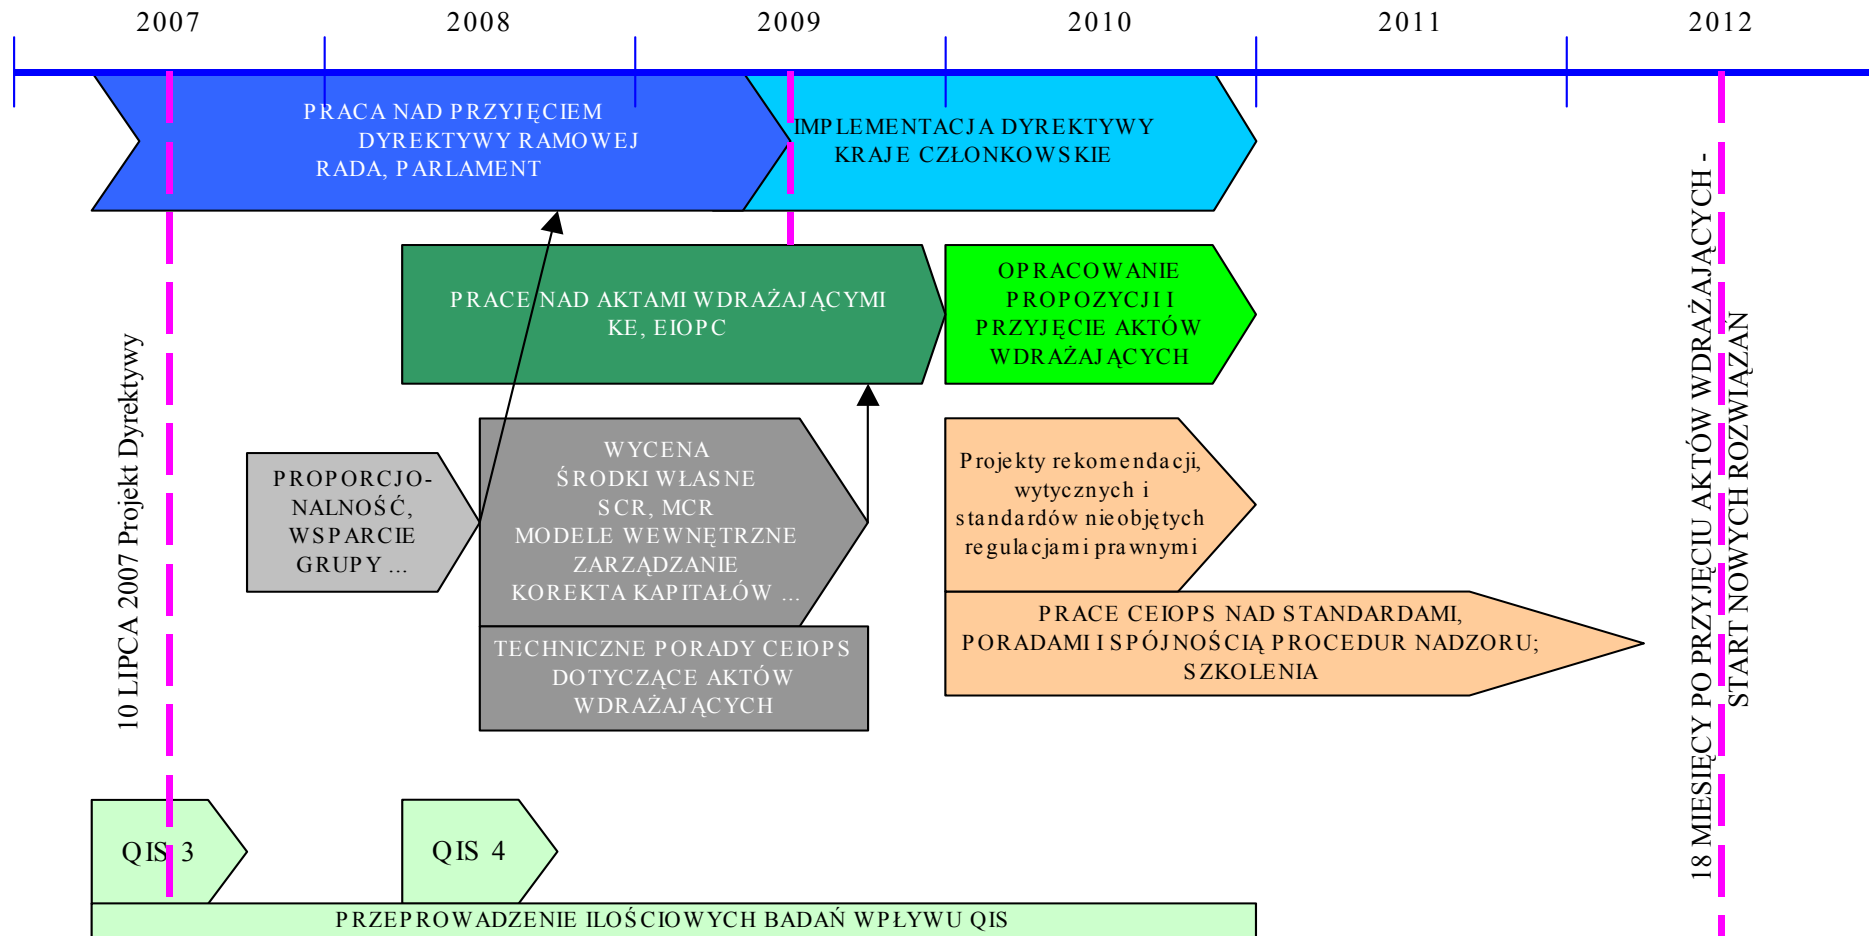 2007
2008
2009
2010
2011
2012
PRACA NAD PRZYJĘCIEM
DYREKTYWY RAMOWEJ
RADA, PARLAMENT
IMPLEMENTACJA DYREKTYWY
KRAJE CZŁONKOWSKIE
PRACE NAD AKTAMI WDRAŻAJĄCYMI
KE, EIOPC
OPRACOWANIE
PROPOZYCJI I
PRZYJĘCIE AKTÓW
WDRAŻAJĄCYCH
10 LIPCA 2007 Projekt Dyrektywy
PROPORCJO-
NALNOŚĆ,
WSPARCIE
GRUPY ...
WYCENA
ŚRODKI WŁASNE
SCR, MCR
MODELE WEWNĘTRZNE
ZARZĄDZANIE
KOREKTA KAPITAŁÓW ...
TECHNICZNE PORADY CEIOPS
DOTYCZĄCE AKTÓW
WDRAŻAJĄCYCH
Projekty rekomendacji,
wytycznych i
standardów nieobjętych
regulacjami prawnymi
PRACE CEIOPS NAD STANDARDAMI,
PORADAMI I SPÓJNOŚCIĄ PROCEDUR NADZORU;
SZKOLENIA
18 MIESIĘCY PO PRZYJĘCIU AKTÓW WDRAŻAJĄCYCH -
START NOWYCH ROZWIĄZAŃ
QIS 3
QIS 4
PRZEPROWADZENIE ILOŚCIOWYCH BADAŃ WPŁYWU QIS